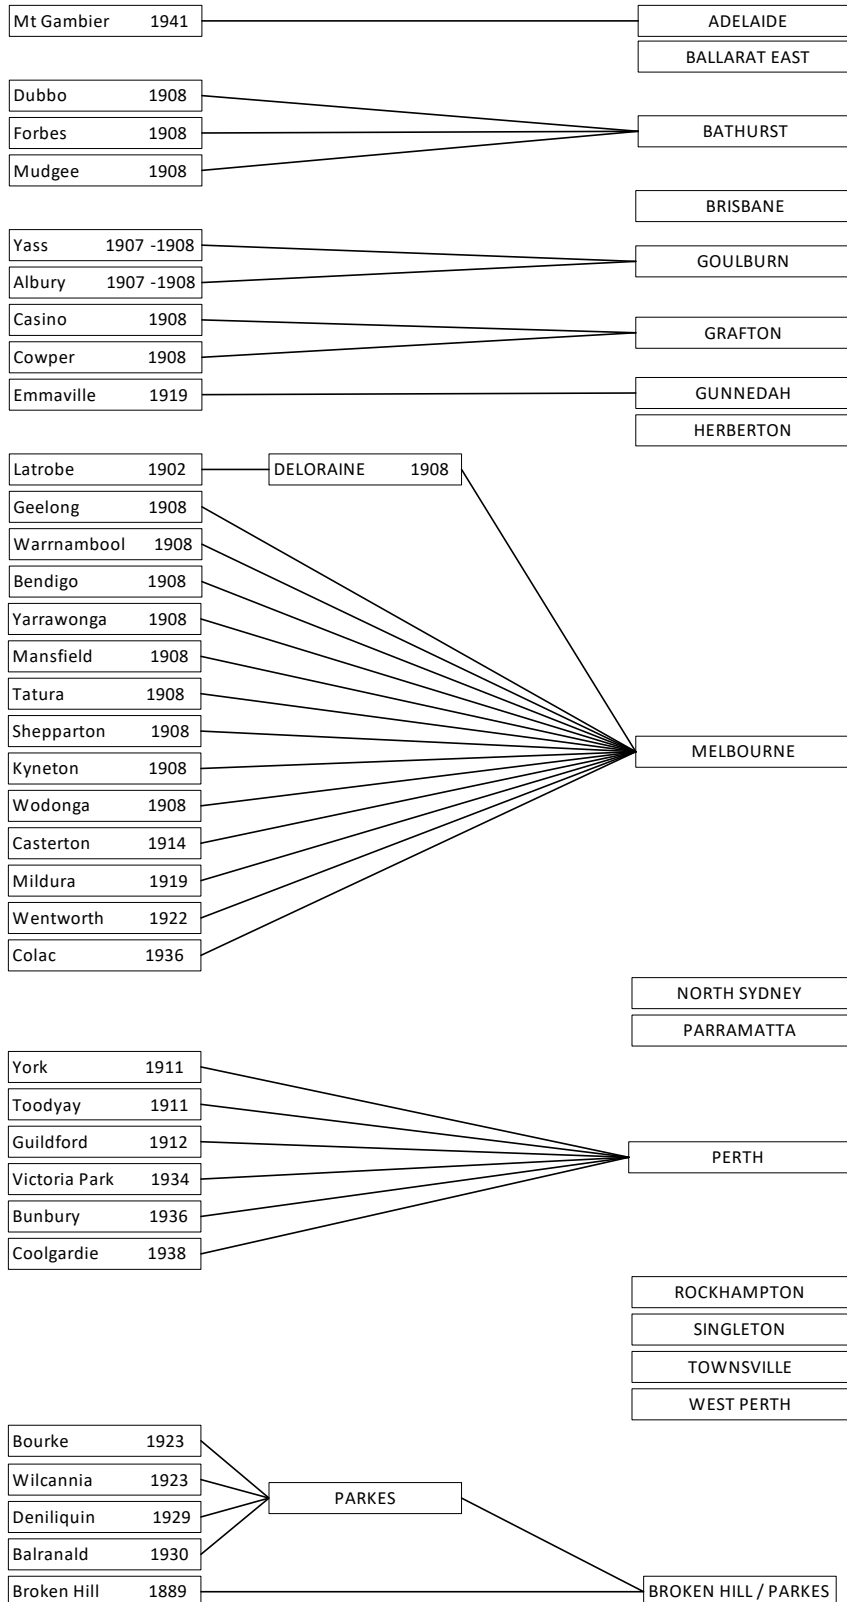 Mt Gambier 1941 ADELAIDE
BALLARAT EAST
Dubbo 1908
Forbes 1908 BATHURST
Mudgee 1908
BRISBANE
Yass 1907 -1908
GOULBURN
Albury 1907 -1908
Casino 1908
GRAFTON
Cowper 1908
Emmaville 1919 GUNNEDAH
HERBERTON
Latrobe 1902 DELORAINE 1908
Geelong 1908
Warrnambool 1908
Bendigo 1908
Yarrawonga 1908
Mansfield 1908
Tatura 1908
Shepparton 1908
MELBOURNE
Kyneton 1908
Wodonga 1908
Casterton 1914
Mildura 1919
Wentworth 1922
Colac 1936
NORTH SYDNEY
PARRAMATTA
York 1911
Toodyay 1911
Guildford 1912
PERTH
Victoria Park 1934
Bunbury 1936
Coolgardie 1938
ROCKHAMPTON
SINGLETON
TOWNSVILLE
WEST PERTH
Bourke 1923
Wilcannia 1923
PARKES
Deniliquin 1929
Balranald 1930
Broken Hill 1889 BROKEN HILL / PARKES